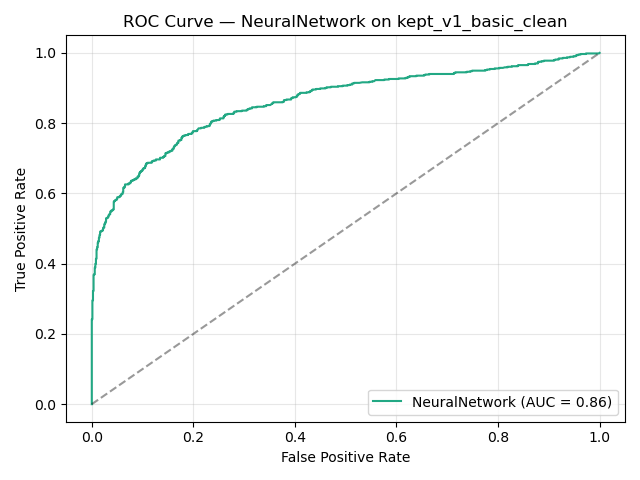 ROC Curve — NeuralNetwork on kept_v1_basic_clean
True Positive Rate
1.0
0.8
0.6
0.4
0.2
0.0
NeuralNetwork (AUC = 0.86)
0.0 0.2 0.4 0.6 0.8 1.0
False Positive Rate